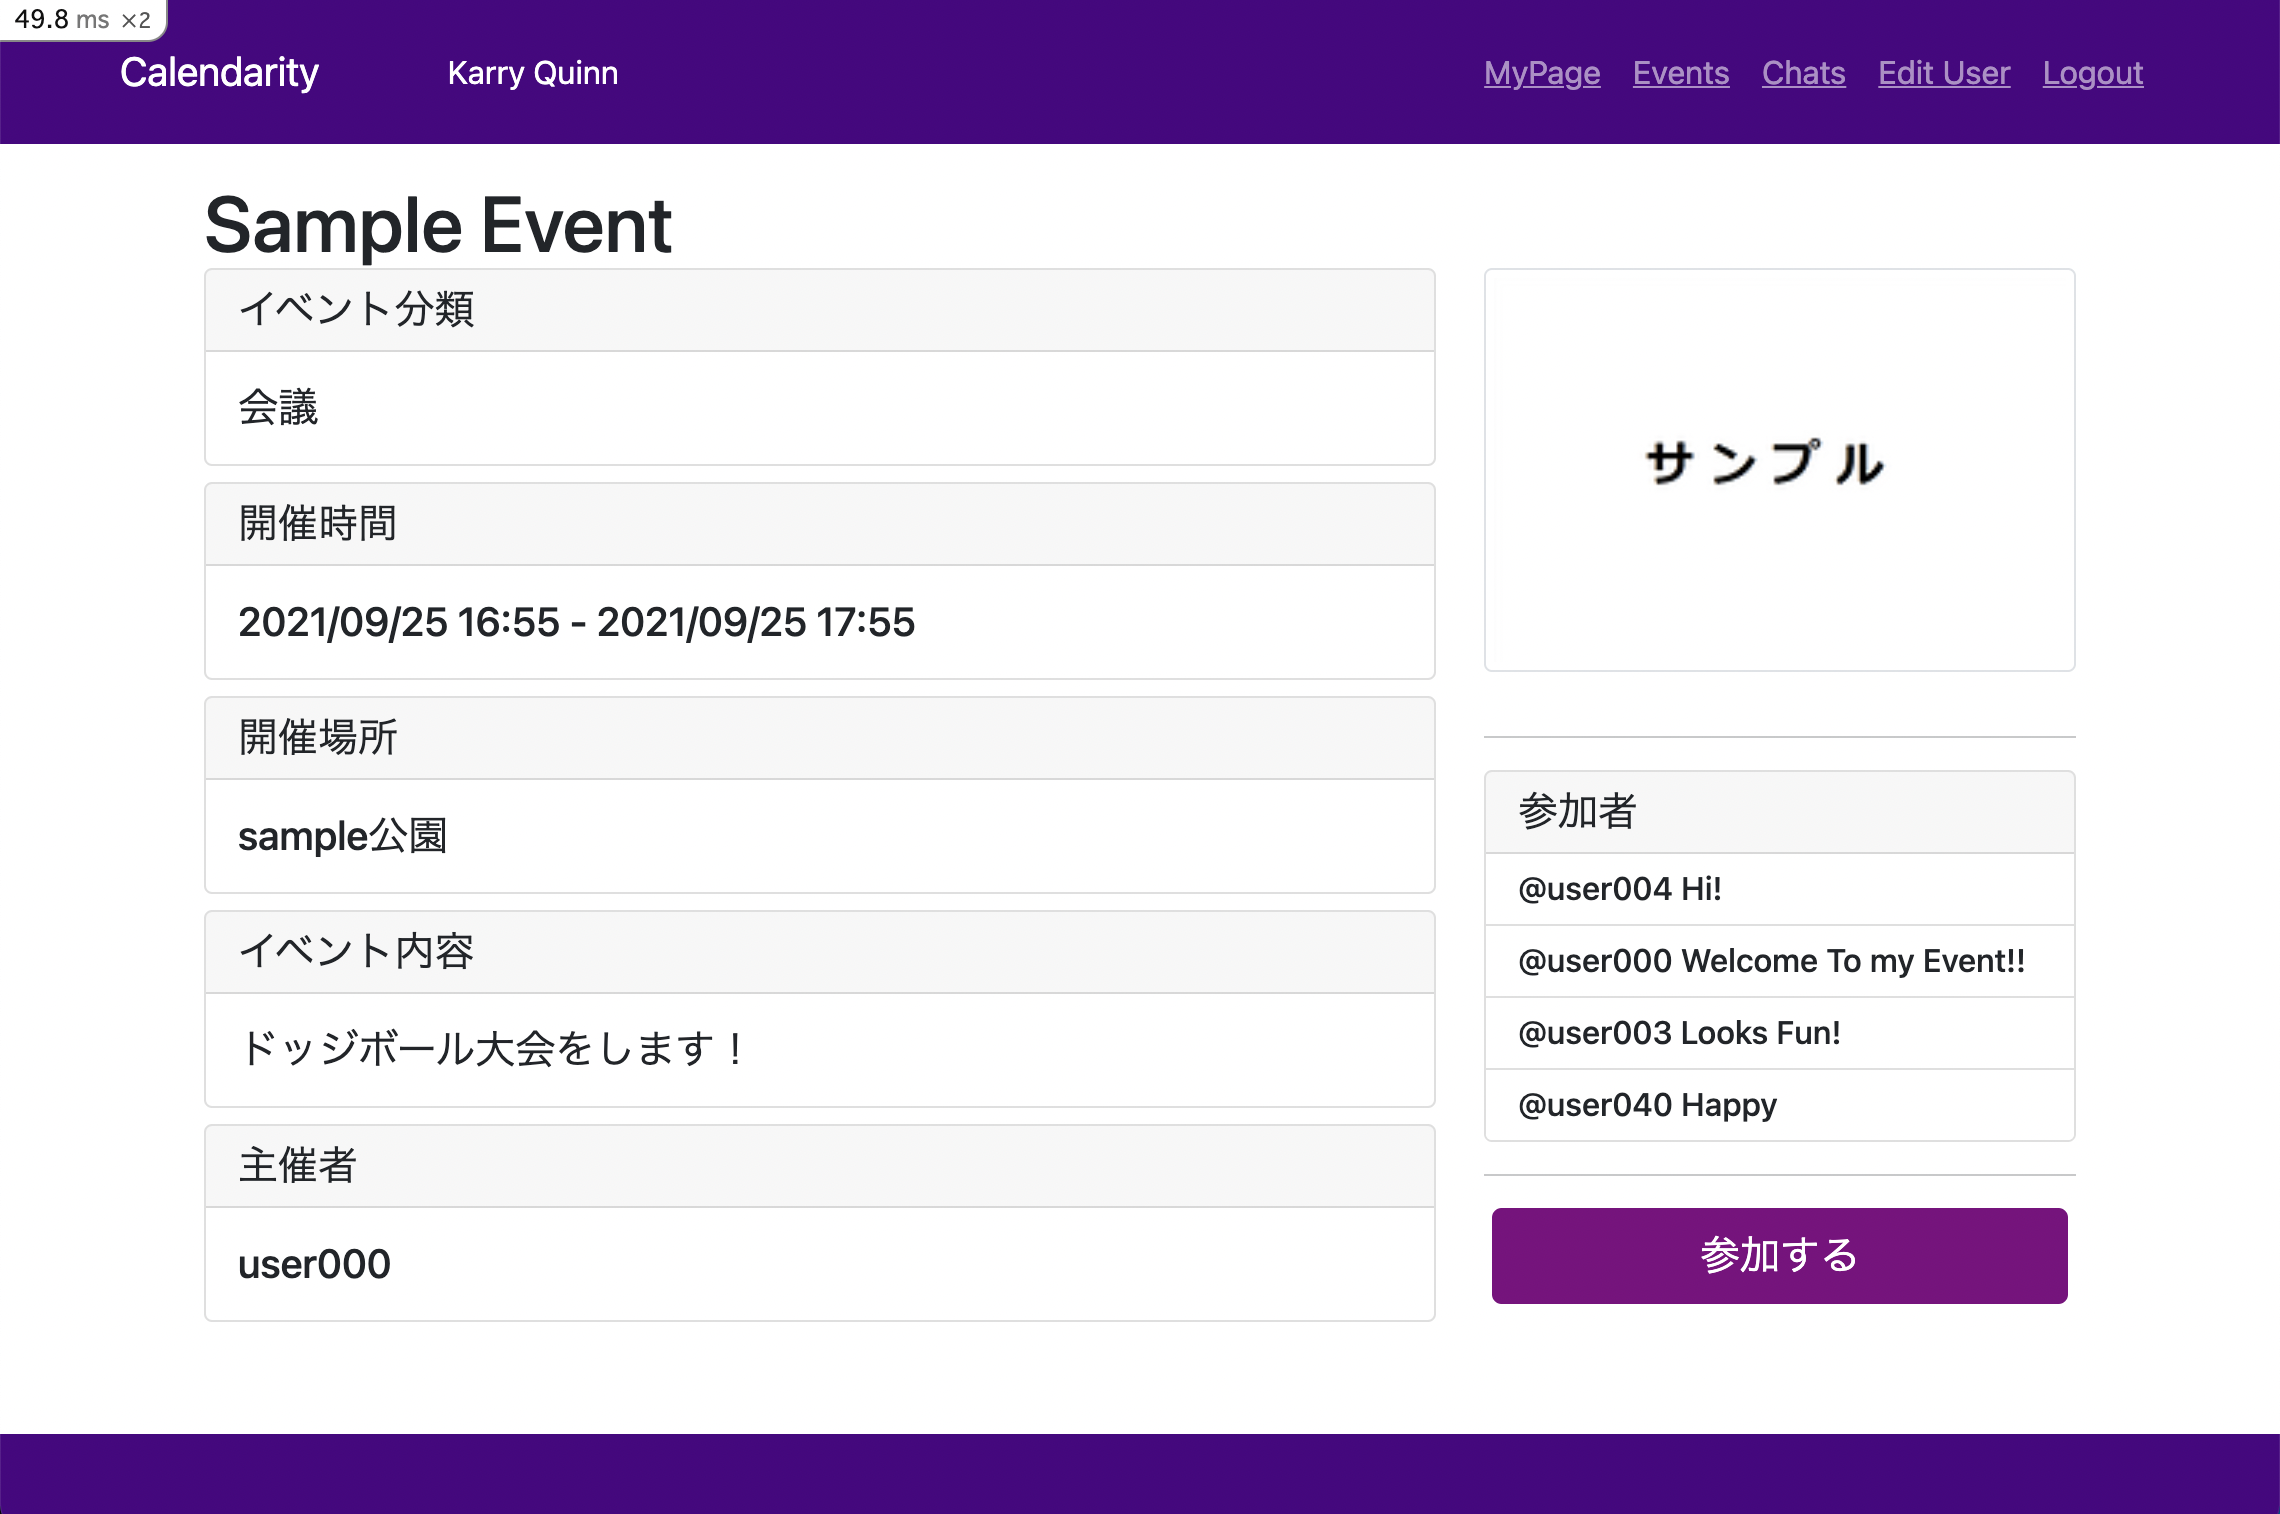 49.8 ms ×2
Calendarity Karry Quinn MyPage Events Chats Edit User Logout
Sample Event
イベント分類
会議
開催時間
2021/09/25 16:55 - 2021/09/25 17:55
開催場所
sample公園
イベント内容
ドッジボール大会をします！
主催者
user000
サンプル
参加者
@user004 Hi!
@user000 Welcome To my Event!!
@user003 Looks Fun!
@user040 Happy
参加する